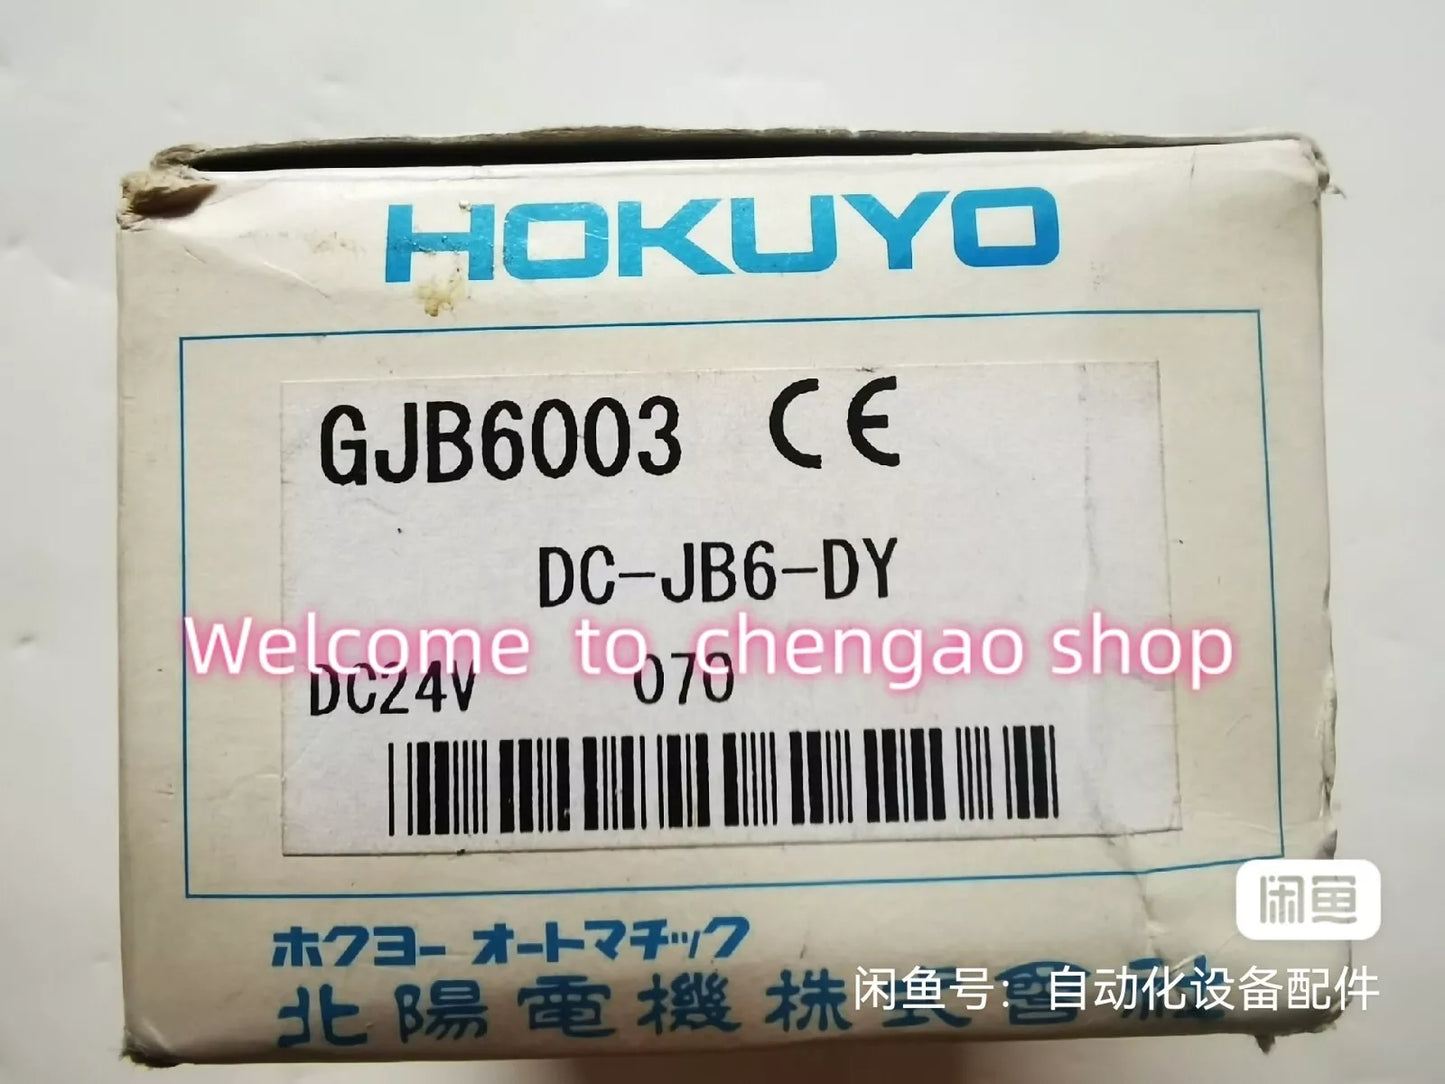 HOKUYO
GJB6003 CE
DC-JB6-DY
Welcome to chengao shop
DC24V 070
ホクヨー オートマチック
北陽電機株式會社
闲鱼
闲鱼号：自动化设备配件